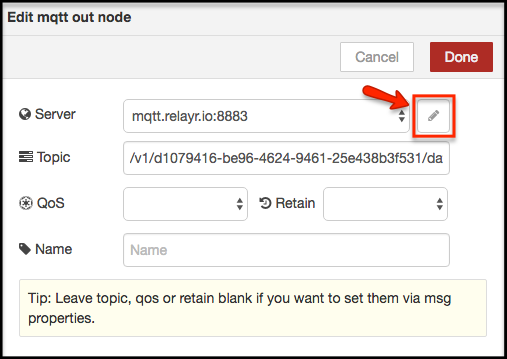 Edit mqtt out node
Cancel Done
Server mqtt.relayr.io:8883
Topic /v1/d1079416-be96-4624-9461-25e438b3f531/da
QoS Retain
Name Name
Tip: Leave topic, qos or retain blank if you want to set them via msg
properties.